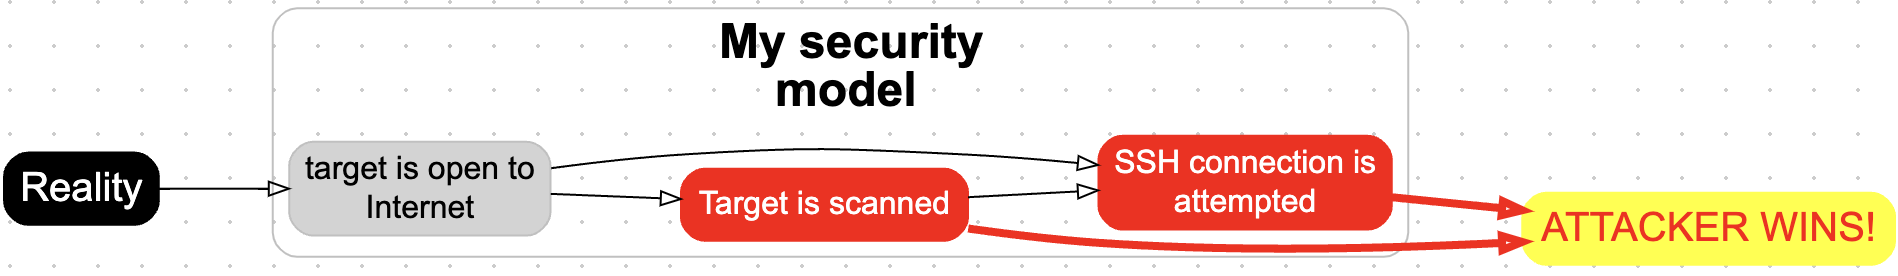 My security
model
Reality
target is open to
Internet
Target is scanned
SSH connection is
attempted
ATTACKER WINS!